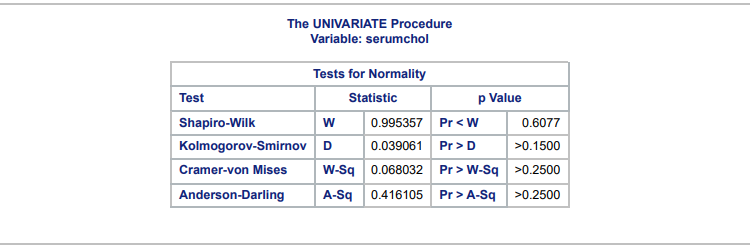 The UNIVARIATE Procedure
Variable: serumchol
Tests for Normality
Test Statistic p Value
Shapiro-Wilk W 0.995357 Pr < W 0.6077
Kolmogorov-Smirnov D 0.039061 Pr > D >0.1500
Cramer-von Mises W-Sq 0.068032 Pr > W-Sq >0.2500
Anderson-Darling A-Sq 0.416105 Pr > A-Sq >0.2500